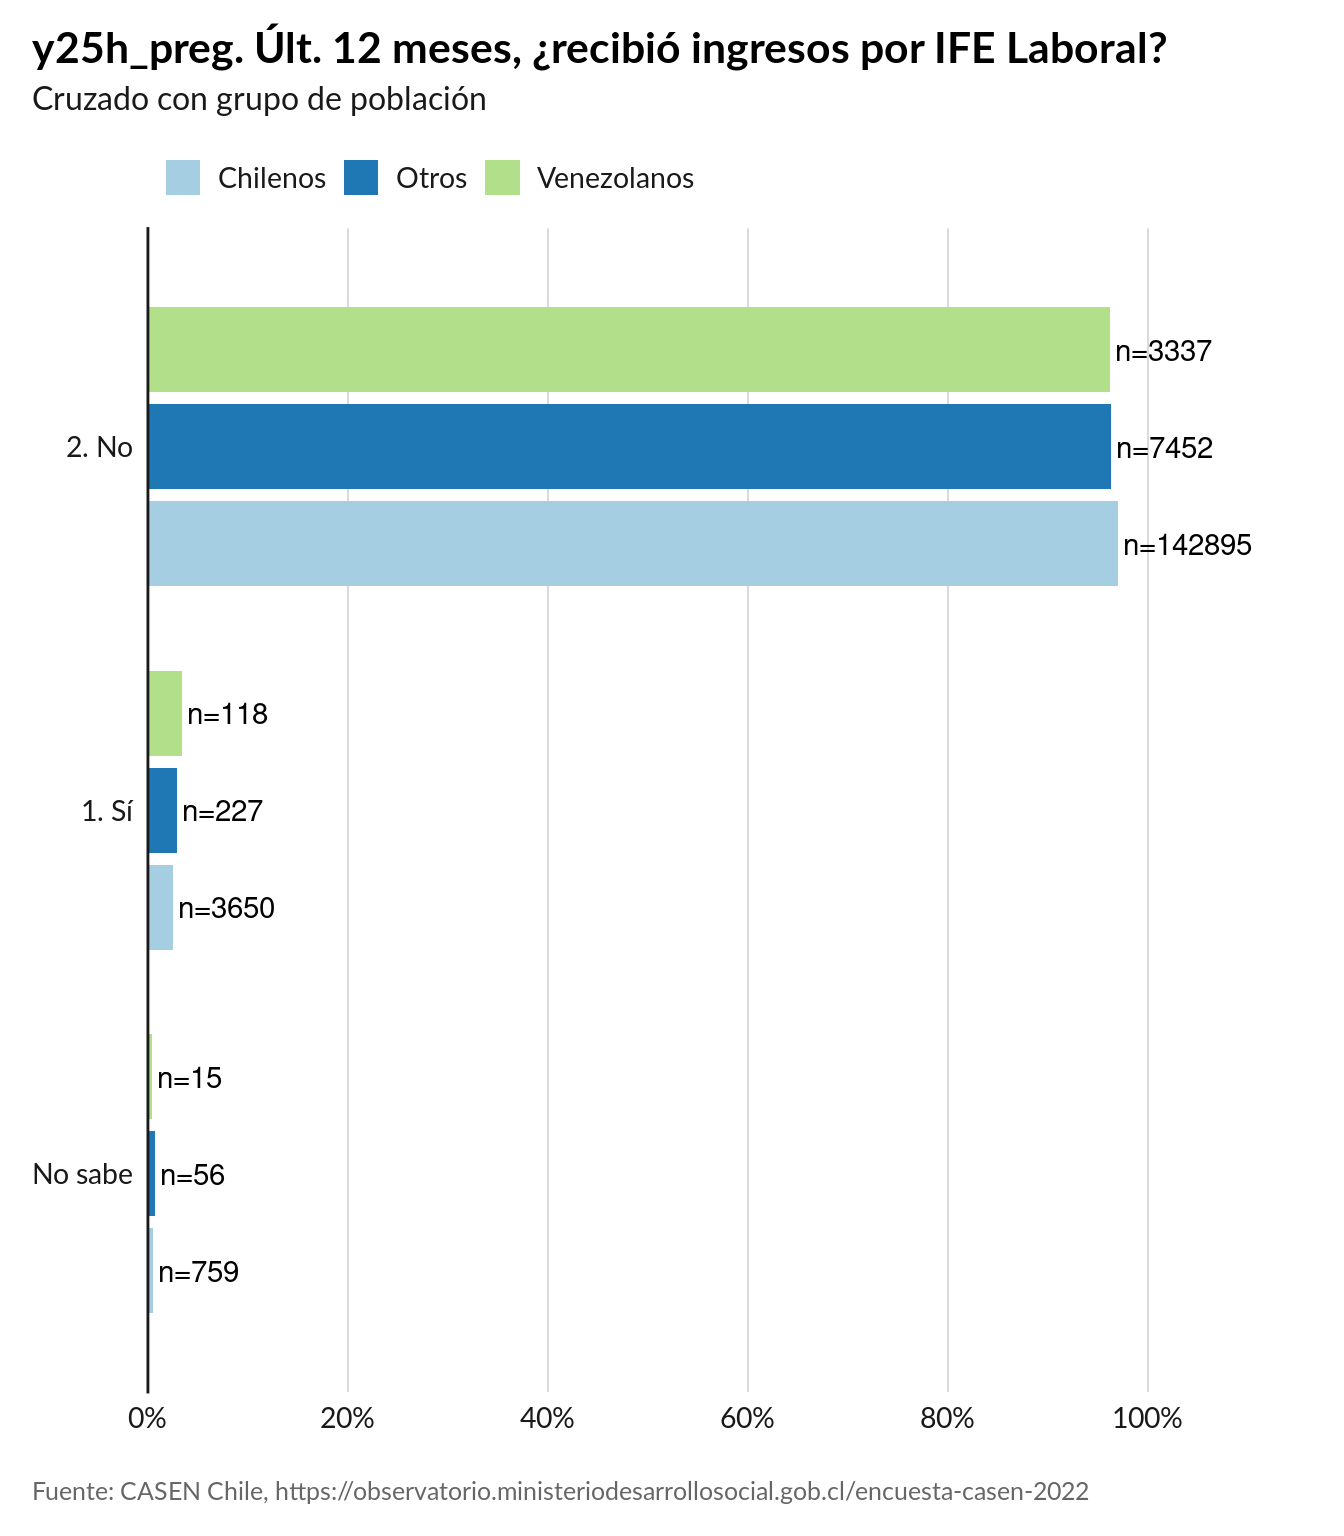 y25h_preg. Últ. 12 meses, ¿recibió ingresos por IFE Laboral?
Cruzado con grupo de población
Chilenos Otros Venezolanos
n=3337
2. No n=7452
n=142895
n=118
1. Sí n=227
n=3650
n=15
No sabe n=56
n=759
0% 20% 40% 60% 80% 100%
Fuente: CASEN Chile, https://observatorio.ministeriodesarrollosocial.gob.cl/encuesta-casen-2022